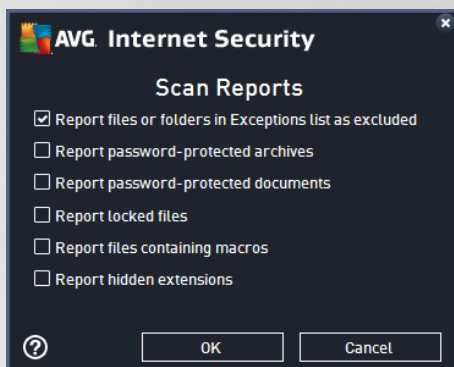 AVG Internet Security
Scan Reports
Report files or folders in Exceptions list as excluded
Report password-protected archives
Report password-protected documents
Report locked files
Report files containing macros
Report hidden extensions
? OK Cancel